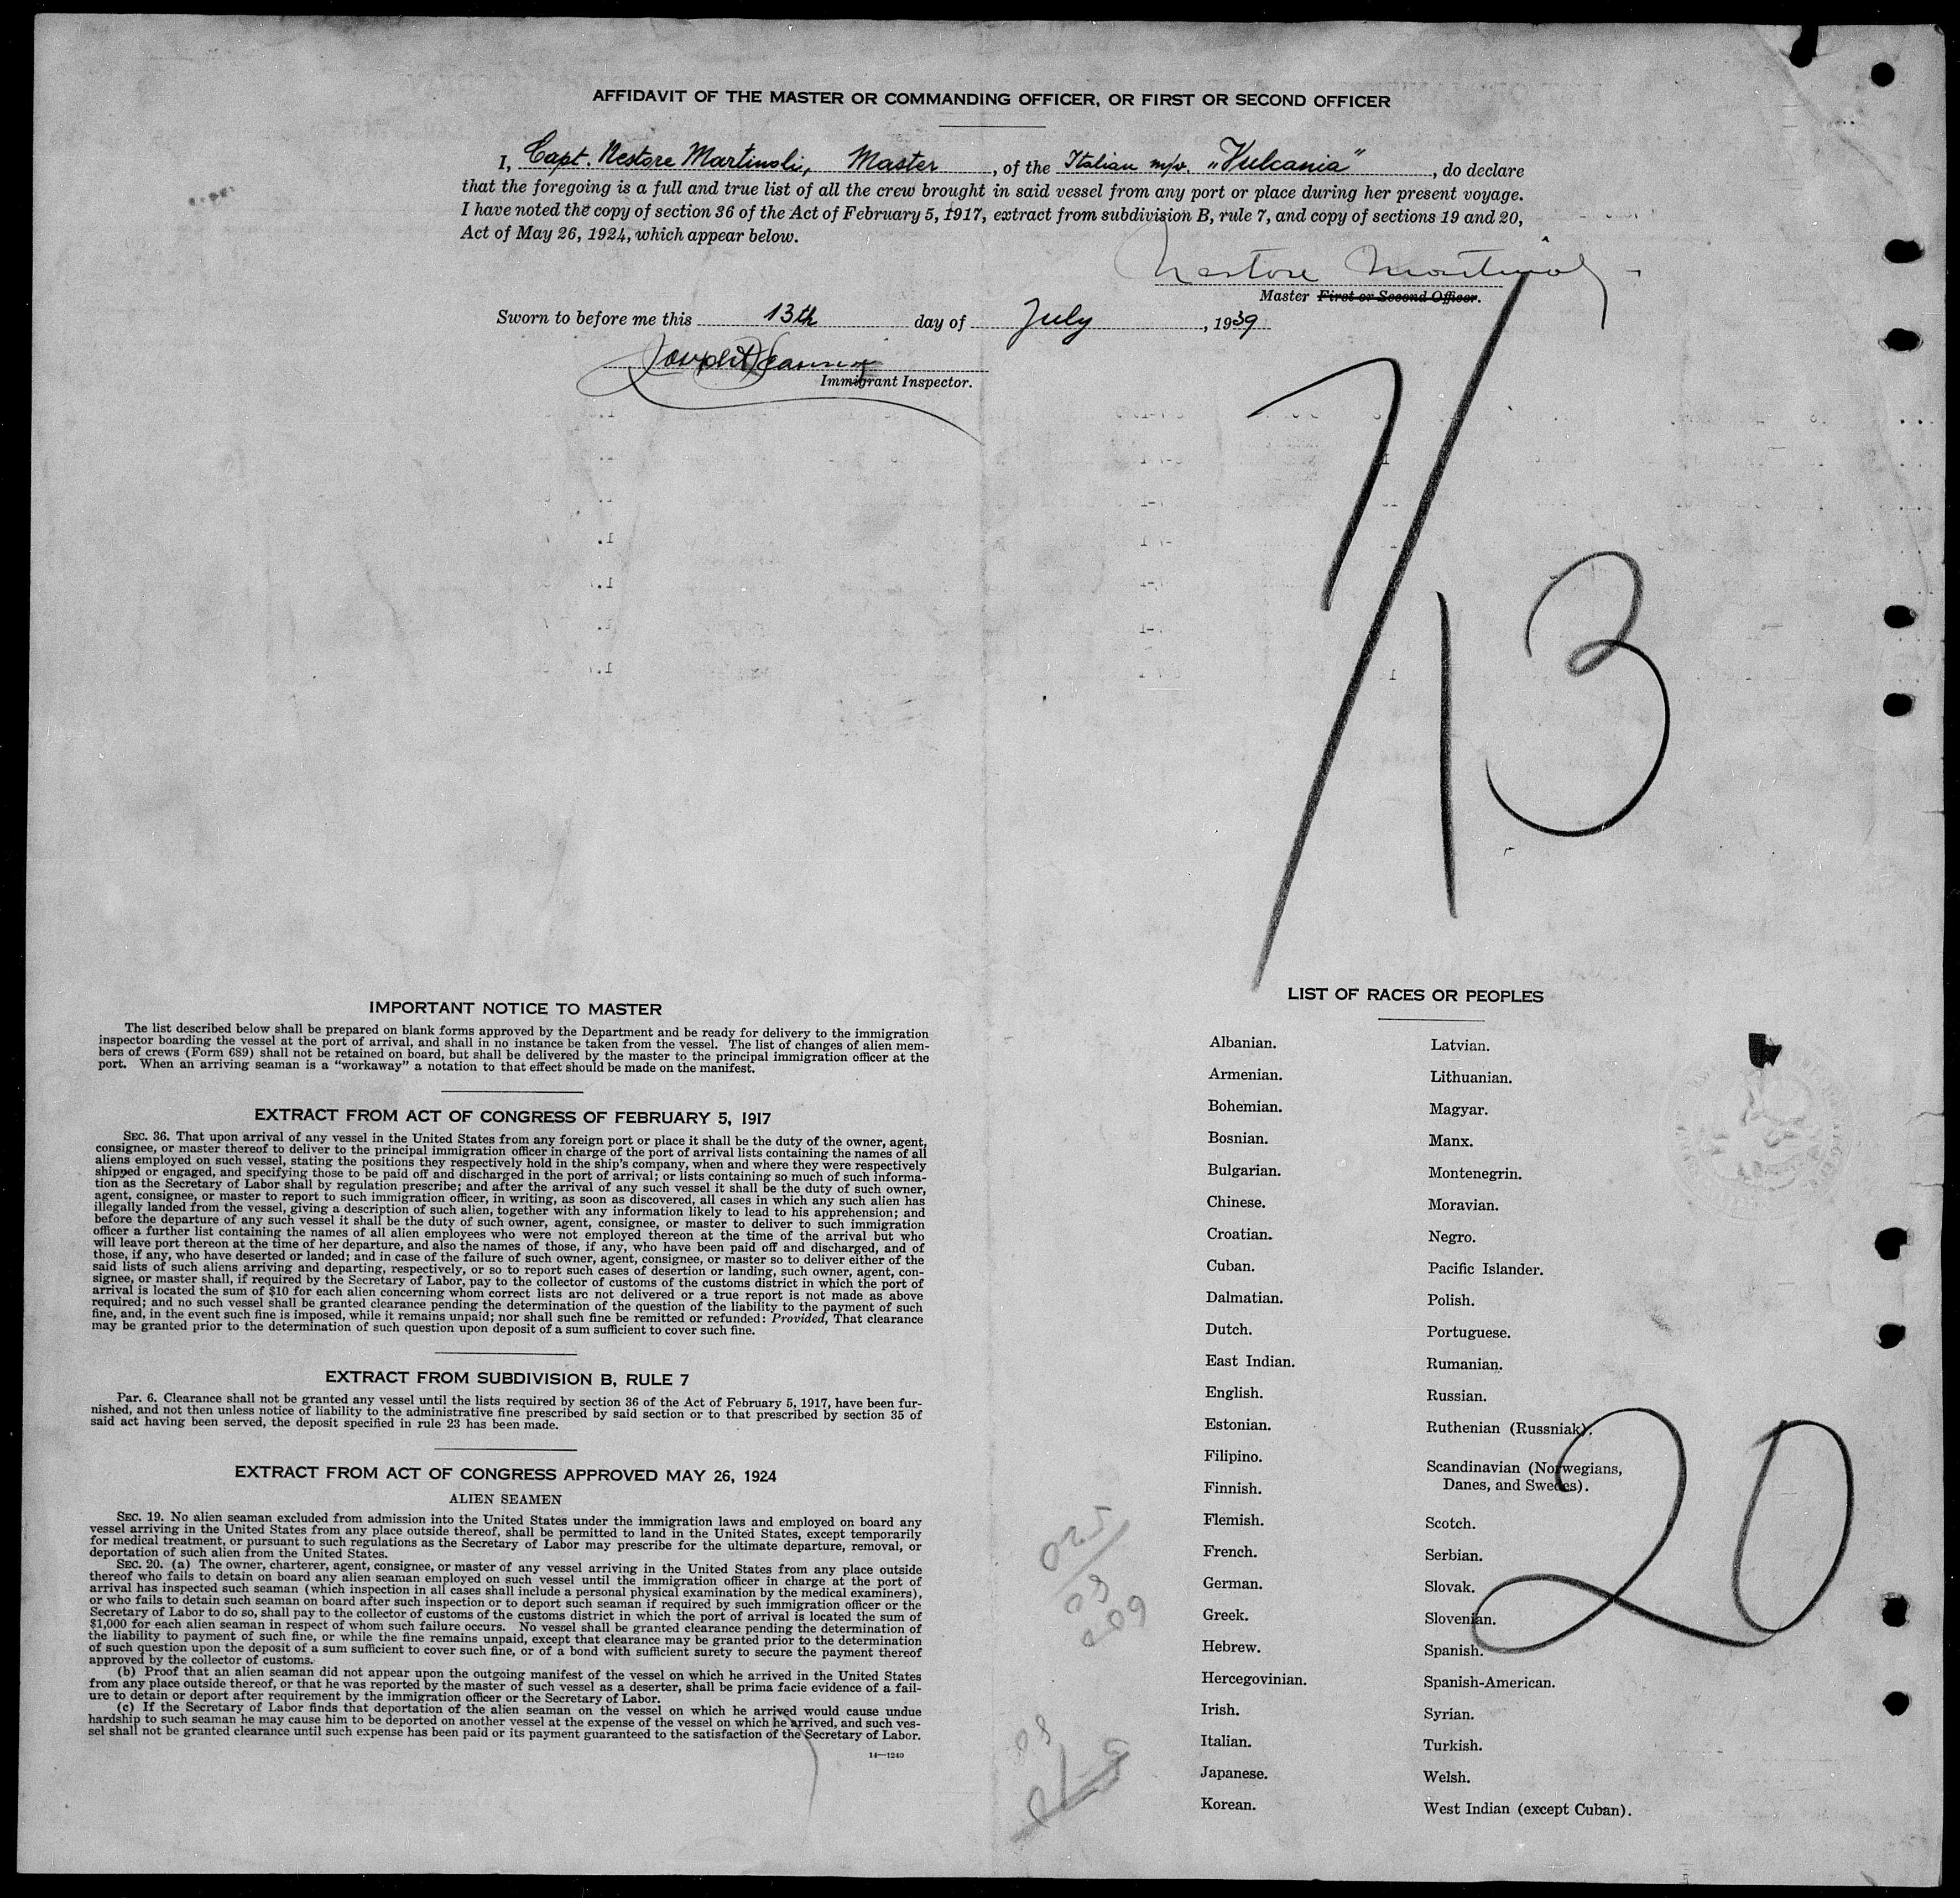 AFFIDAVIT OF THE MASTER OR COMMANDING OFFICER, OR FIRST OR SECOND OFFICER
I, Capt. Nestore Martinoli, Master, of the Italian m/v. „Vulcania”, do declare
that the foregoing is a full and true list of all the crew brought in said vessel from any port or place during her present voyage.
I have noted the copy of section 36 of the Act of February 5, 1917, extract from subdivision B, rule 7, and copy of sections 19 and 20,
Act of May 26, 1924, which appear below.
Nestore Martinoli
Master First or Second Officer.
Sworn to before me this 13th day of July, 1939
Immigrant Inspector.
7/13
IMPORTANT NOTICE TO MASTER
The list described below shall be prepared on blank forms approved by the Department and be ready for delivery to the immigration
inspector boarding the vessel at the port of arrival, and shall in no instance be taken from the vessel. The list of changes of alien mem-
bers of crews (Form 689) shall not be retained on board, but shall be delivered by the master to the principal immigration officer at the
port. When an arriving seaman is a "workaway" a notation to that effect should be made on the manifest.
EXTRACT FROM ACT OF CONGRESS OF FEBRUARY 5, 1917
SEC. 36. That upon arrival of any vessel in the United States from any foreign port or place it shall be the duty of the owner, agent,
consignee, or master thereof to deliver to the principal immigration officer in charge of the port of arrival lists containing the names of all
aliens employed on such vessel, stating the positions they respectively hold in the ship's company, when and where they were respectively
shipped or engaged, and specifying those to be paid off and discharged in the port of arrival; or lists containing so much of such informa-
tion as the Secretary of Labor shall by regulation prescribe; and after the arrival of any such vessel it shall be the duty of such owner,
agent, consignee, or master to report to such immigration officer, in writing, as soon as discovered, all cases in which any such alien has
illegally landed from the vessel, giving a description of such alien, together with any information likely to lead to his apprehension; and
before the departure of any such vessel it shall be the duty of such owner, agent, consignee, or master to deliver to such immigration
officer a further list containing the names of all alien employees who were not employed thereon at the time of the arrival but who
will leave port thereon at the time of her departure, and also the names of those, if any, who have been paid off and discharged, and of
those, if any, who have deserted or landed; and in case of the failure of such owner, agent, consignee, or master so to deliver either of the
said lists of such aliens arriving and departing, respectively, or so to report such cases of desertion or landing, such owner, agent, con-
signee, or master shall, if required by the Secretary of Labor, pay to the collector of customs of the customs district in which the port of
arrival is located the sum of $10 for each alien concerning whom correct lists are not delivered or a true report is not made as above
required; and no such vessel shall be granted clearance pending the determination of the question of the liability to the payment of such
fine, and, in the event such fine is imposed, while it remains unpaid; nor shall such fine be remitted or refunded: Provided, That clearance
may be granted prior to the determination of such question upon deposit of a sum sufficient to cover such fine.
EXTRACT FROM SUBDIVISION B, RULE 7
Par. 6. Clearance shall not be granted any vessel until the lists required by section 36 of the Act of February 5, 1917, have been fur-
nished, and not then unless notice of liability to the administrative fine prescribed by said section or to that prescribed by section 35 of
said act having been served, the deposit specified in rule 23 has been made.
EXTRACT FROM ACT OF CONGRESS APPROVED MAY 26, 1924
ALIEN SEAMEN
SEC. 19. No alien seaman excluded from admission into the United States under the immigration laws and employed on board any
vessel arriving in the United States from any place outside thereof, shall be permitted to land in the United States, except temporarily
for medical treatment, or pursuant to such regulations as the Secretary of Labor may prescribe for the ultimate departure, removal, or
deportation of such alien from the United States.
SEC. 20. (a) The owner, charterer, agent, consignee, or master of any vessel arriving in the United States from any place outside
thereof who fails to detain on board any alien seaman employed on such vessel until the immigration officer in charge at the port of
arrival has inspected such seaman (which inspection in all cases shall include a personal physical examination by the medical examiners),
or who fails to detain such seaman on board after such inspection or to deport such seaman if required by such immigration officer or the
Secretary of Labor to do so, shall pay to the collector of customs of the customs district in which the port of arrival is located the sum of
$1,000 for each alien seaman in respect of whom such failure occurs. No vessel shall be granted clearance pending the determination of
the liability to the payment of such fine, or while the fine remains unpaid, except that clearance may be granted prior to the determination
of such question upon the deposit of a sum sufficient to cover such fine, or of a bond with sufficient surety to secure the payment thereof
approved by the collector of customs.
(b) Proof that an alien seaman did not appear upon the outgoing manifest of the vessel on which he arrived in the United States
from any place outside thereof, or that he was reported by the master of such vessel as a deserter, shall be prima facie evidence of a fail-
ure to detain or deport after requirement by the immigration officer or the Secretary of Labor.
(c) If the Secretary of Labor finds that deportation of the alien seaman on the vessel on which he arrived would cause undue
hardship to such seaman he may cause him to be deported on another vessel at the expense of the vessel on which he arrived, and such ves-
sel shall not be granted clearance until such expense has been paid or its payment guaranteed to the satisfaction of the Secretary of Labor.
14—1240
LIST OF RACES OR PEOPLES
Albanian.
Armenian.
Bohemian.
Bosnian.
Bulgarian.
Chinese.
Croatian.
Cuban.
Dalmatian.
Dutch.
East Indian.
English.
Estonian.
Filipino.
Finnish.
Flemish.
French.
German.
Greek.
Hebrew.
Hercegovinian.
Irish.
Italian.
Japanese.
Korean.
Latvian.
Lithuanian.
Magyar.
Manx.
Montenegrin.
Moravian.
Negro.
Pacific Islander.
Polish.
Portuguese.
Rumanian.
Russian.
Ruthenian (Russniak).
Scandinavian (Norwegians,
Danes, and Swedes).
Scotch.
Serbian.
Slovak.
Slovenian.
Spanish.
Spanish-American.
Syrian.
Turkish.
Welsh.
West Indian (except Cuban).
20